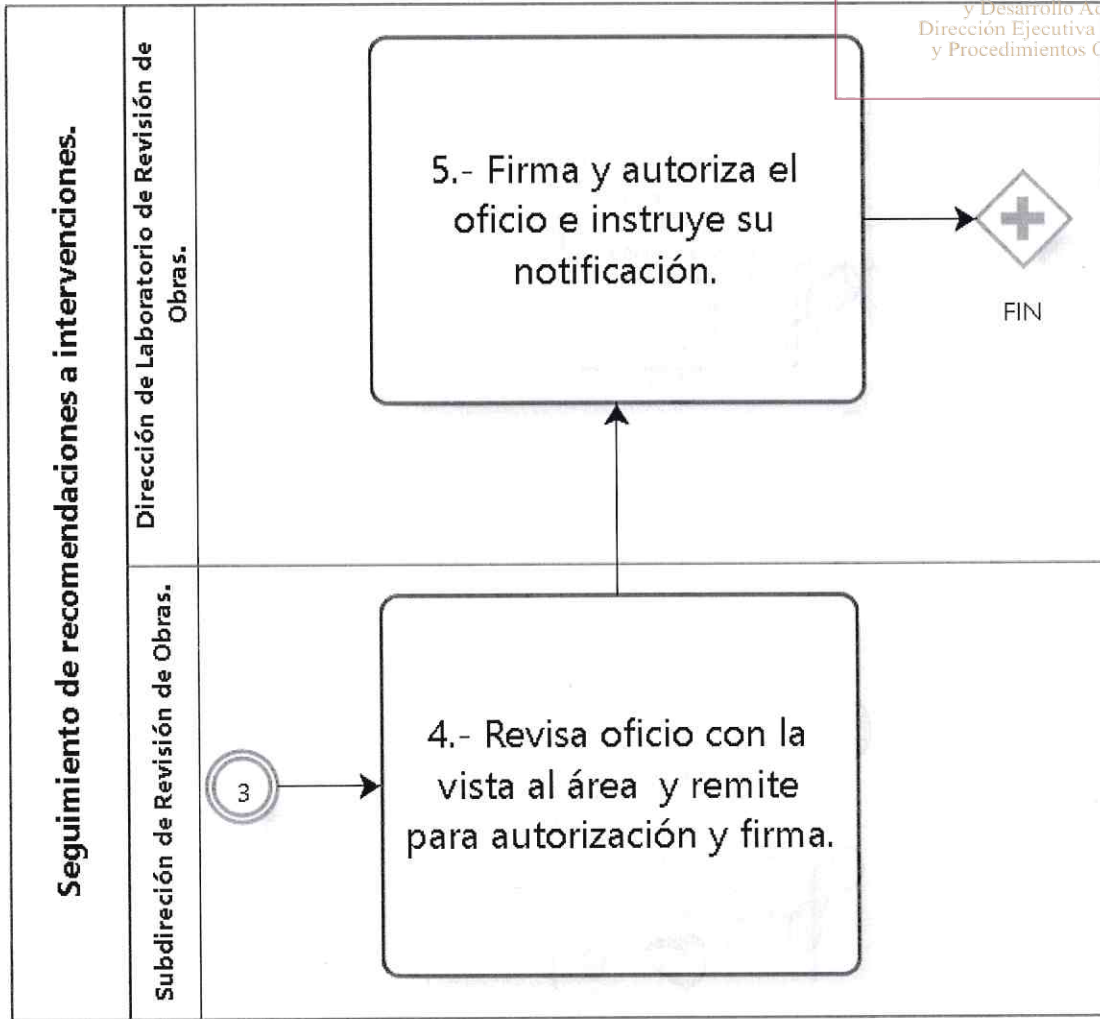 y Desarrollo
Dirección Ejecutiva
y Procedimientos
Seguimiento de recomendaciones a intervenciones.
Dirección de Laboratorio de Revisión de
Obras.
5.- Firma y autoriza el
oficio e instruye su
notificación.
FIN
Subdireción de Revisión de Obras.
3
4.- Revisa oficio con la
vista al área y remite
para autorización y firma.